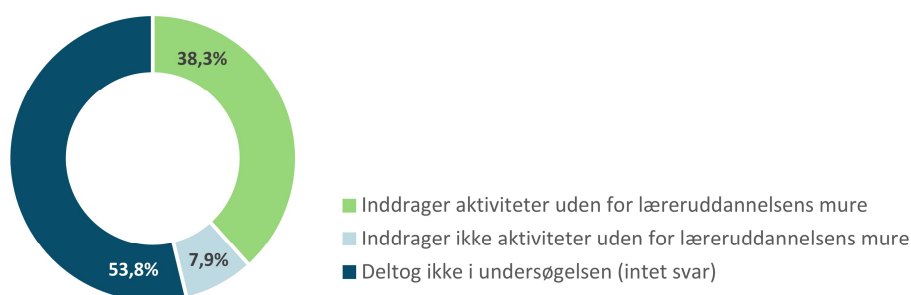 38,3%
7,9%
53,8%
Inddrager aktiviteter uden for læreruddannelsens mure
Inddrager ikke aktiviteter uden for læreruddannelsens mure
Deltog ikke i undersøgelsen (intet svar)